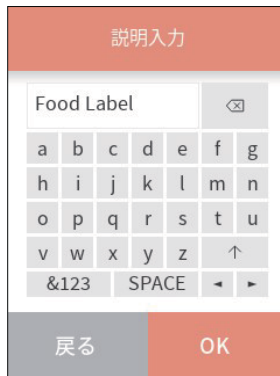 説明入力
Food Label
a b c d e f g
h i j k l m n
o p q r s t u
v w x y z ↑
&123 SPACE ◄ ►
戻る OK